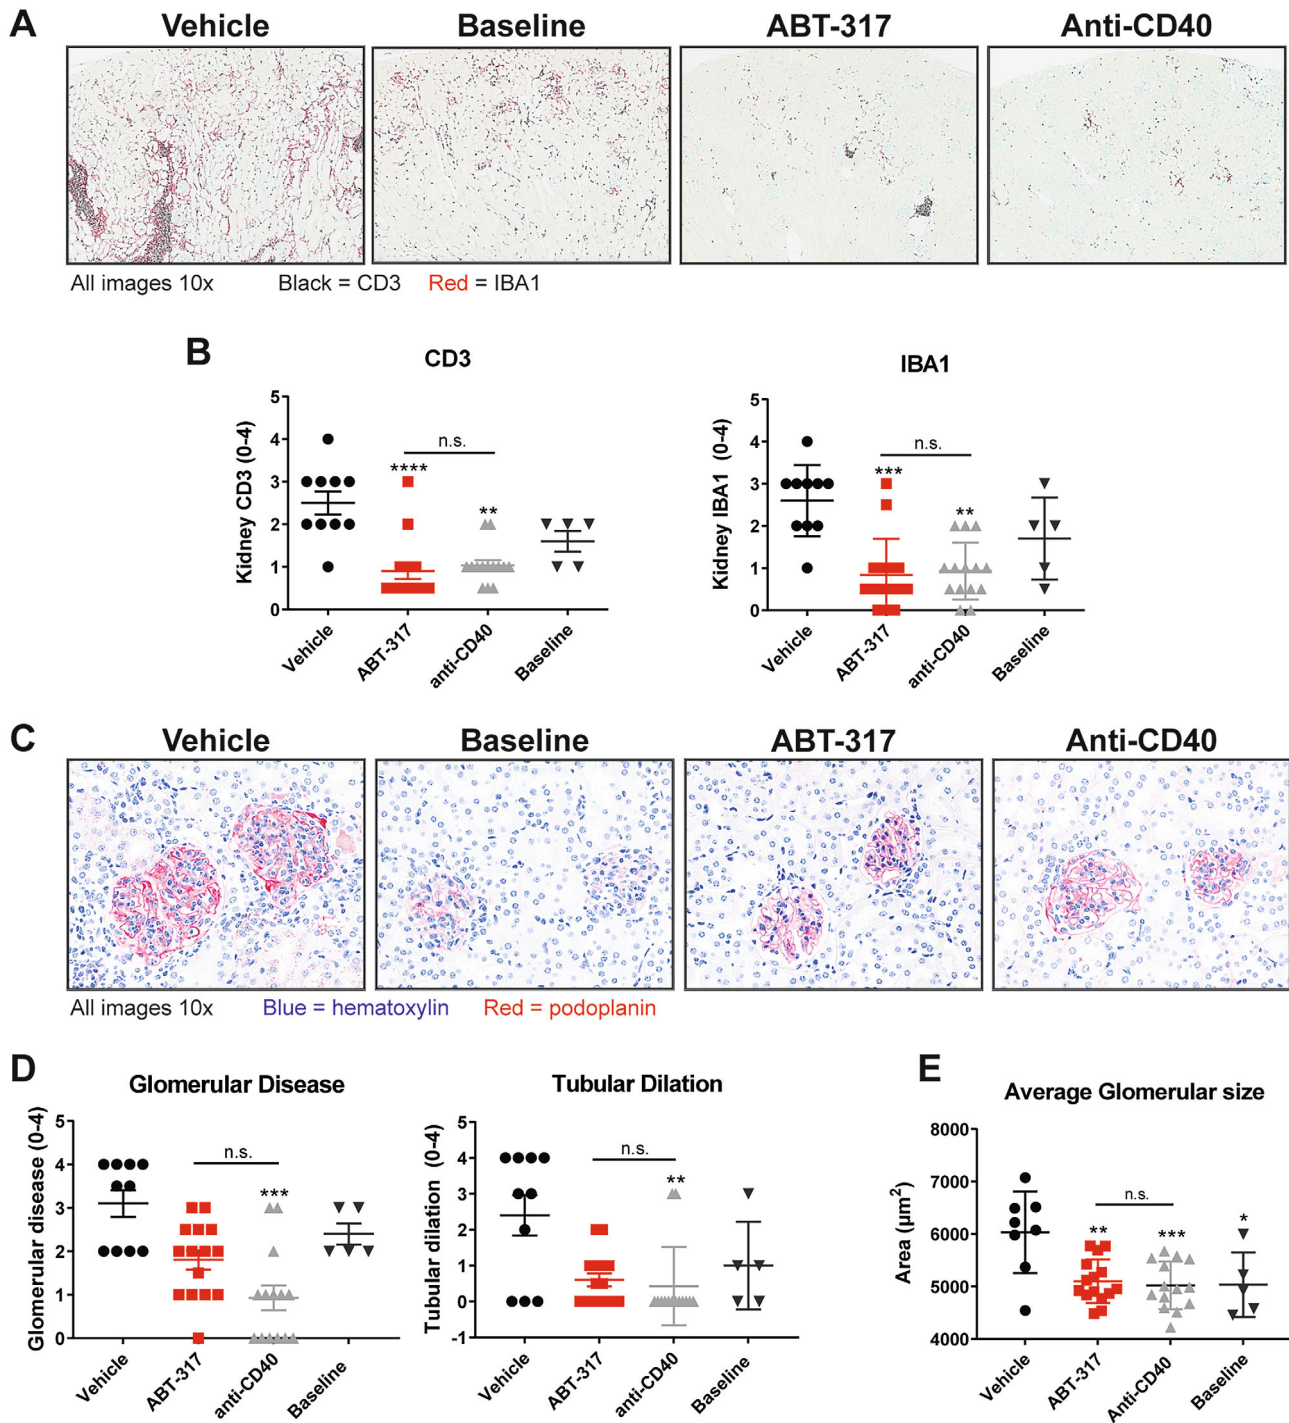 A
Vehicle
Baseline
ABT-317
Anti-CD40
All images 10x
Black = CD3
Red = IBA1
B
CD3
Kidney CD3 (0-4)
5
4
3
2
1
0
n.s.
****
**
Vehicle
ABT-317
anti-CD40
Baseline
IBA1
Kidney IBA1 (0-4)
5
4
3
2
1
0
n.s.
***
**
Vehicle
ABT-317
anti-CD40
Baseline
C
Vehicle
Baseline
ABT-317
Anti-CD40
All images 10x
Blue = hematoxylin
Red = podoplanin
D
Glomerular Disease
Glomerular disease (0-4)
5
4
3
2
1
0
n.s.
***
Vehicle
ABT-317
anti-CD40
Baseline
Tubular Dilation
Tubular dilation (0-4)
5
4
3
2
1
0
-1
n.s.
**
Vehicle
ABT-317
anti-CD40
Baseline
E
Average Glomerular size
Area (µm²)
8000
7000
6000
5000
4000
n.s.
**
***
*
Vehicle
ABT-317
Anti-CD40
Baseline